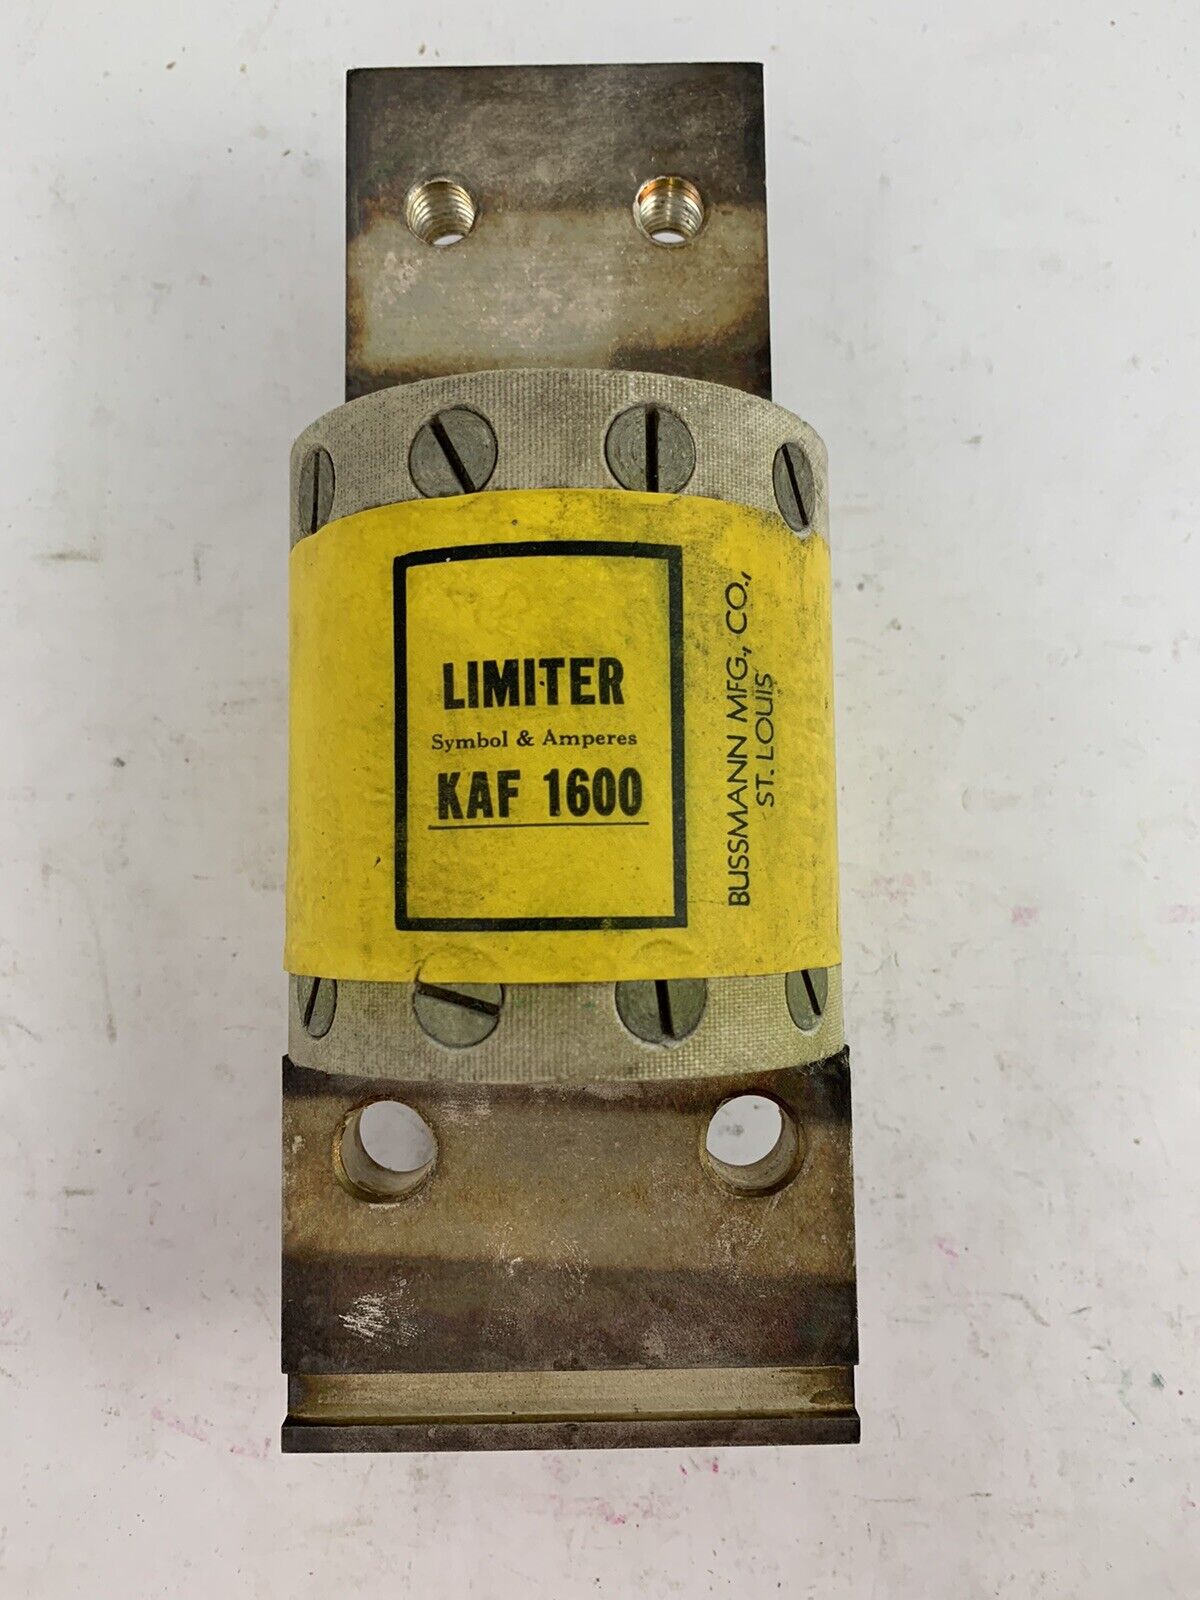 LIMITER
Symbol & Amperes
KAF 1600
BUSSMANN MFG. CO.,
ST. LOUIS